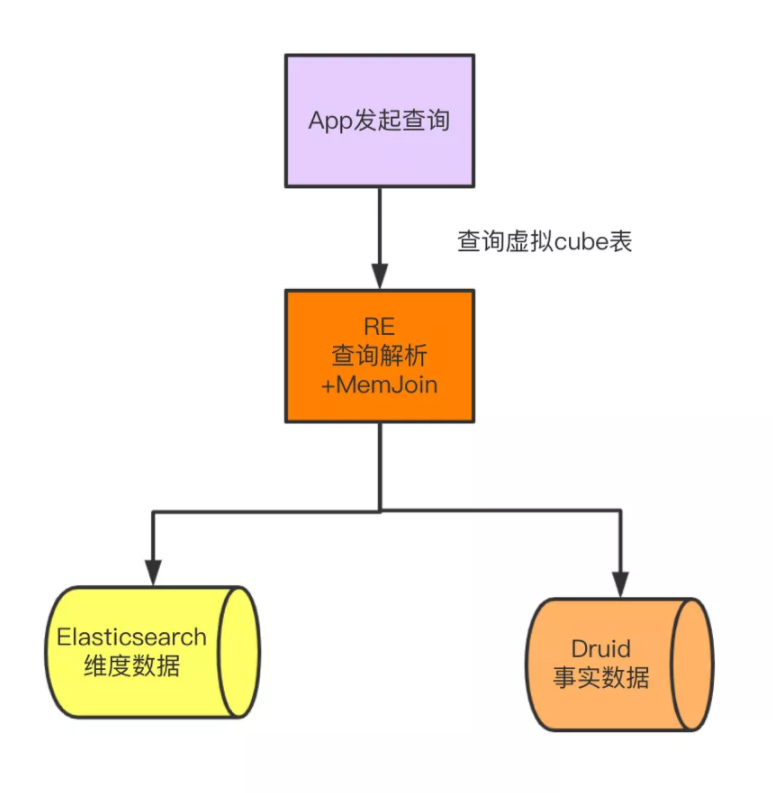 App发起查询
查询虚拟cube表
RE
查询解析
+MemJoin
Elasticsearch
维度数据
Druid
事实数据